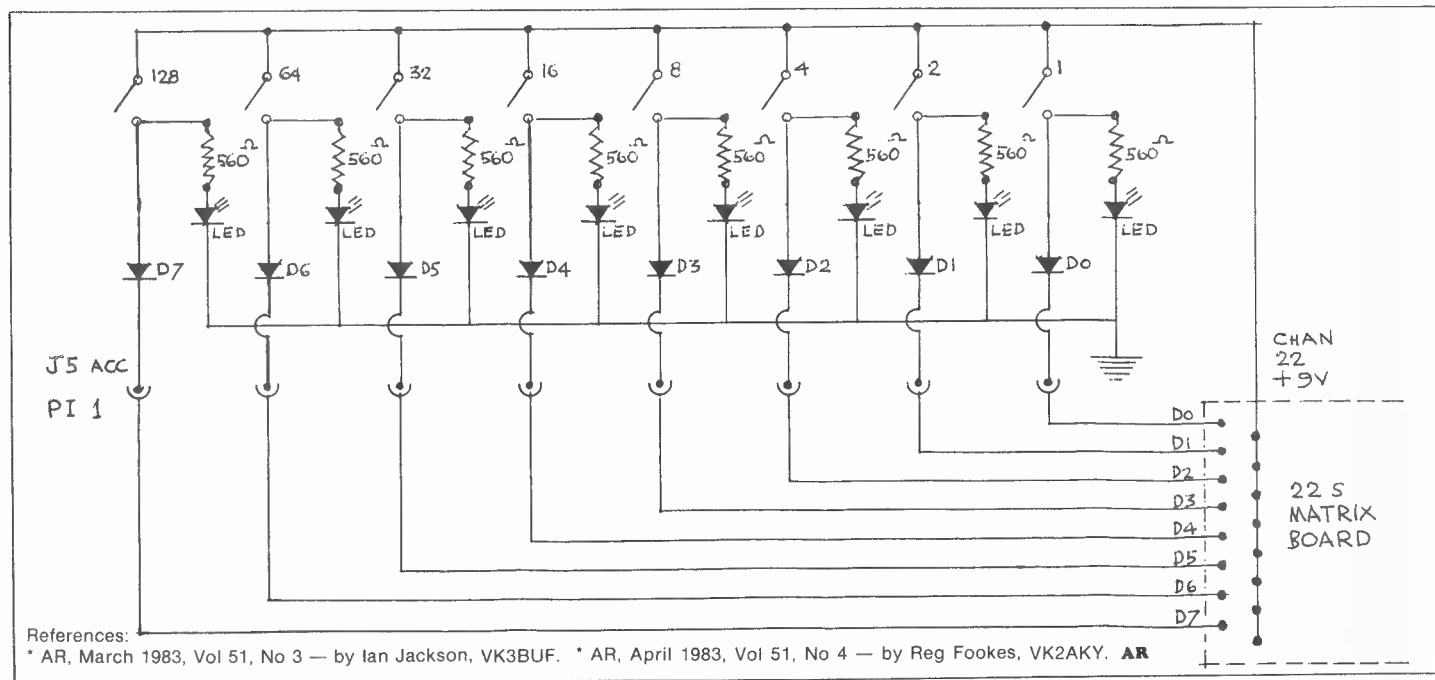 128 64 32 16 8 4 2 1
560Ω 560Ω 560Ω 560Ω 560Ω 560Ω 560Ω 560Ω
LED LED LED LED LED LED LED LED
D7 D6 D5 D4 D3 D2 D1 D0
J5 ACC
PI 1
CHAN
22
+9V
D0
D1
D2
D3
D4
D5
D6
D7
22 S
MATRIX
BOARD
References:
* AR, March 1983, Vol 51, No 3 — by Ian Jackson, VK3BUF. * AR, April 1983, Vol 51, No 4 — by Reg Fookes, VK2AKY. AR